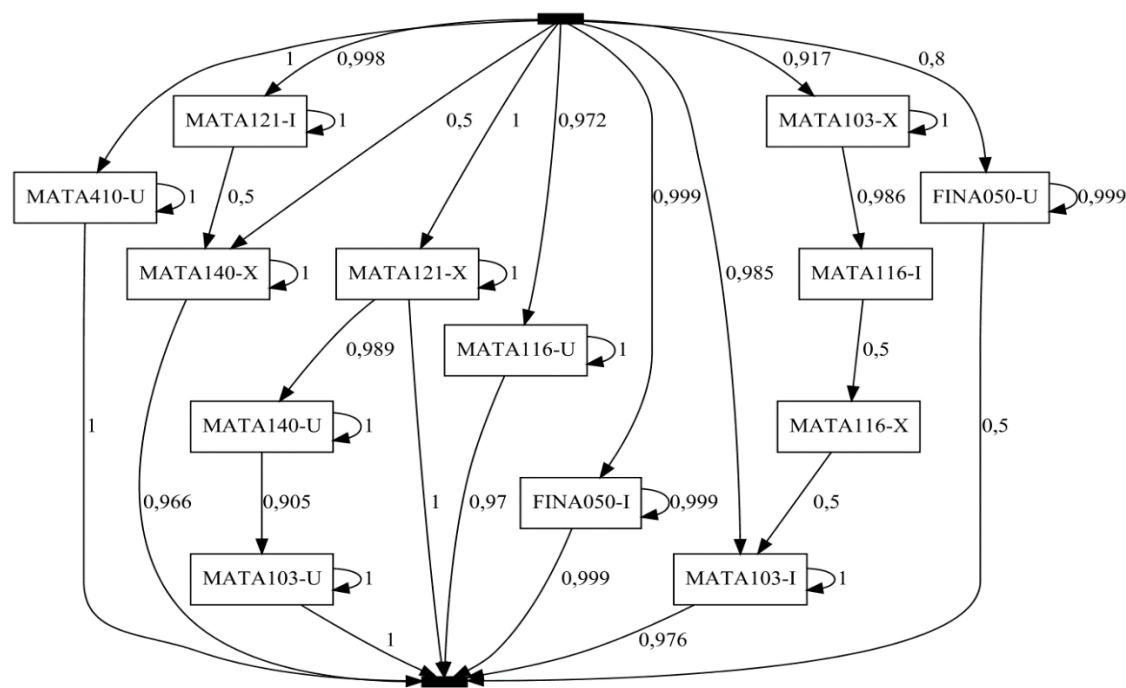 1
0,998
0,917
0,8
MATA121-I
1
0,5
1
0,972
MATA103-X
1
MATA410-U
1
0,5
0,999
0,986
FINA050-U
0,999
MATA140-X
1
MATA121-X
1
0,985
MATA116-I
0,989
MATA116-U
1
0,5
1
MATA140-U
1
MATA116-X
0,5
0,966
0,905
1
0,97
FINA050-I
0,999
0,5
MATA103-U
1
0,999
MATA103-I
1
1
0,976